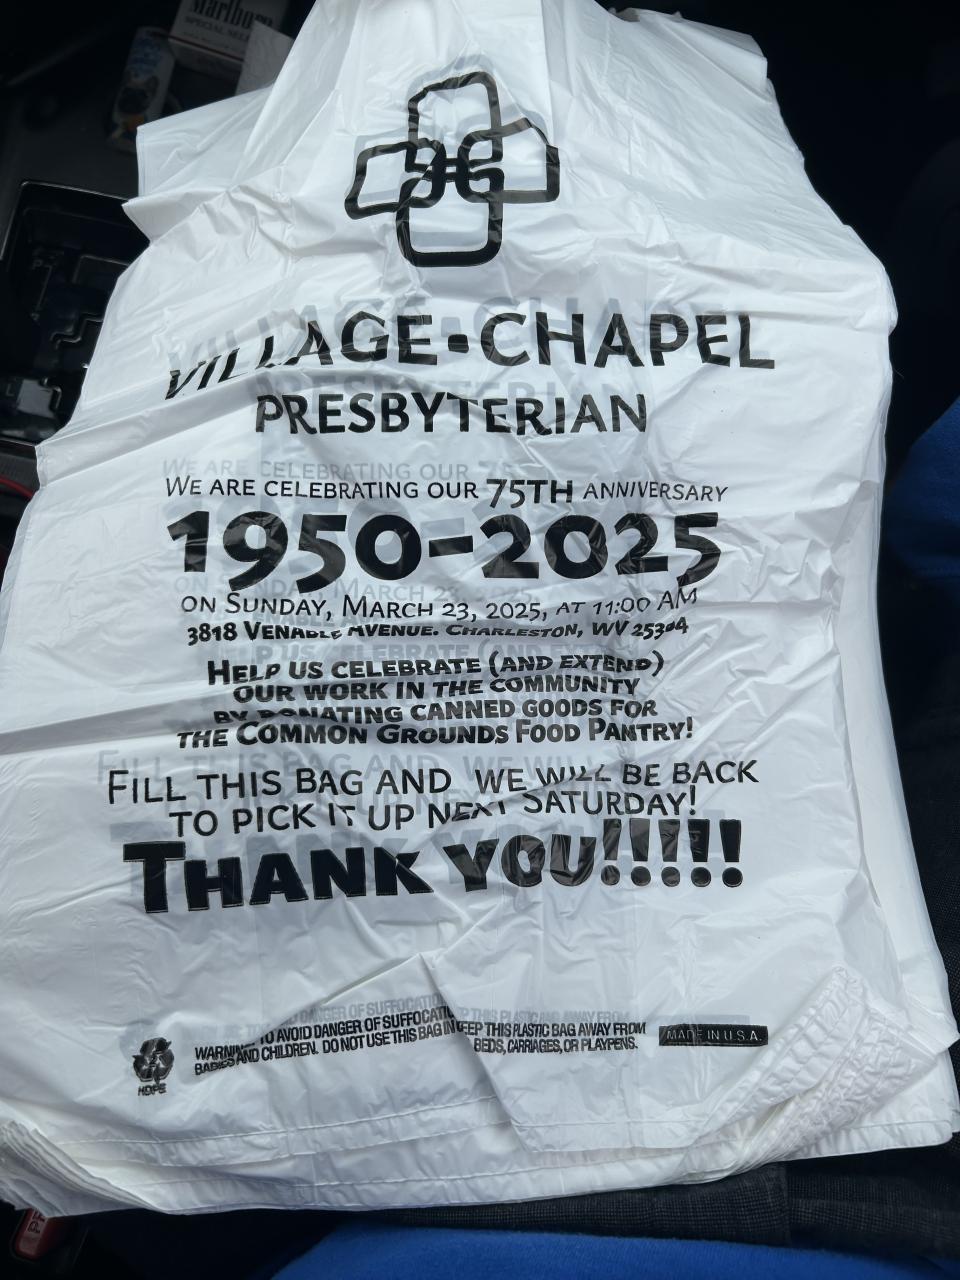 Marlboro
SPECIAL SELE
VILLAGE•CHAPEL
PRESBYTERIAN
WE ARE CELEBRATING OUR 75TH ANNIVERSARY
1950-2025
ON SUNDAY, MARCH 23, 2025, AT 11:00 AM
3818 VENABLE AVENUE. CHARLESTON, WV 25304
HELP US CELEBRATE (AND EXTEND)
OUR WORK IN THE COMMUNITY
BY DONATING CANNED GOODS FOR
THE COMMON GROUNDS FOOD PANTRY!
FILL THIS BAG AND WE WILL BE BACK
TO PICK IT UP NEXT SATURDAY!
THANK YOU!!!!!
WARNING: TO AVOID DANGER OF SUFFOCATION KEEP THIS PLASTIC BAG AWAY FROM
BABIES AND CHILDREN. DO NOT USE THIS BAG IN BEDS, CARRIAGES, OR PLAYPENS.
MADE IN U.S.A.
HDPE